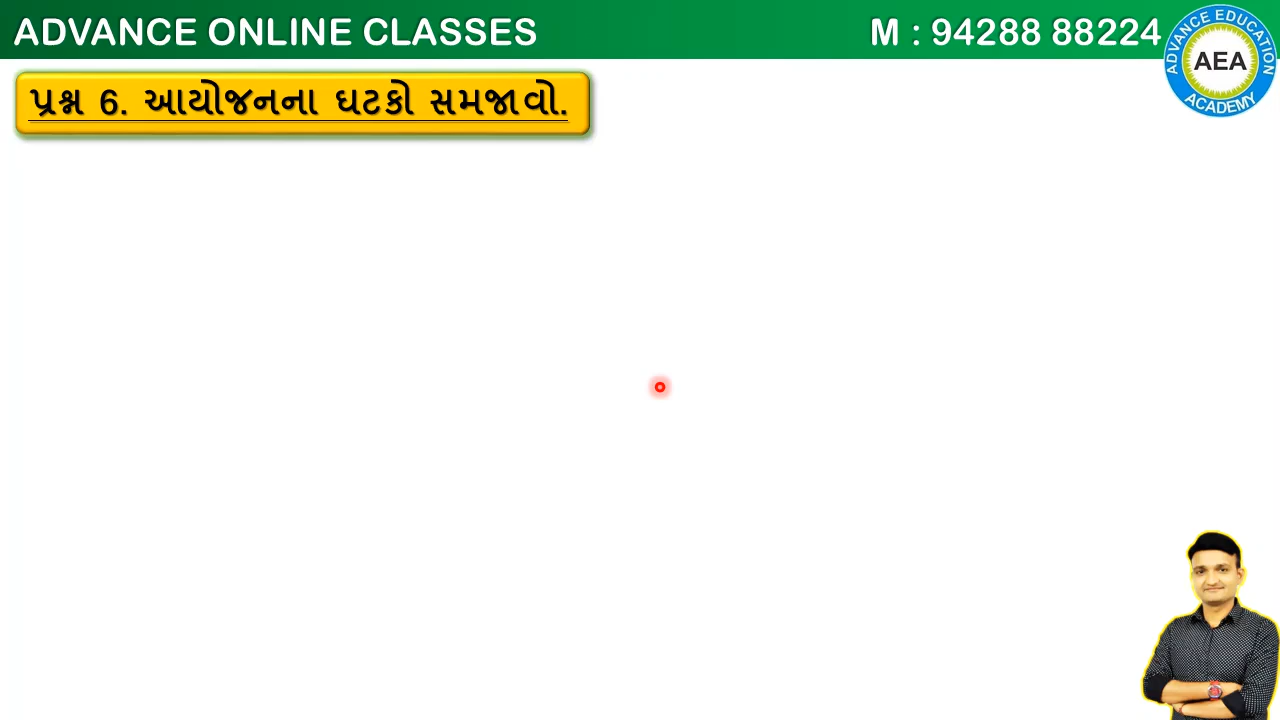 ADVANCE ONLINE CLASSES
M : 94288 88224
ADVANCE EDUCATION
AEA
ACADEMY
પ્રશ્ન 6. આયોજનના ઘટકો સમજાવો.